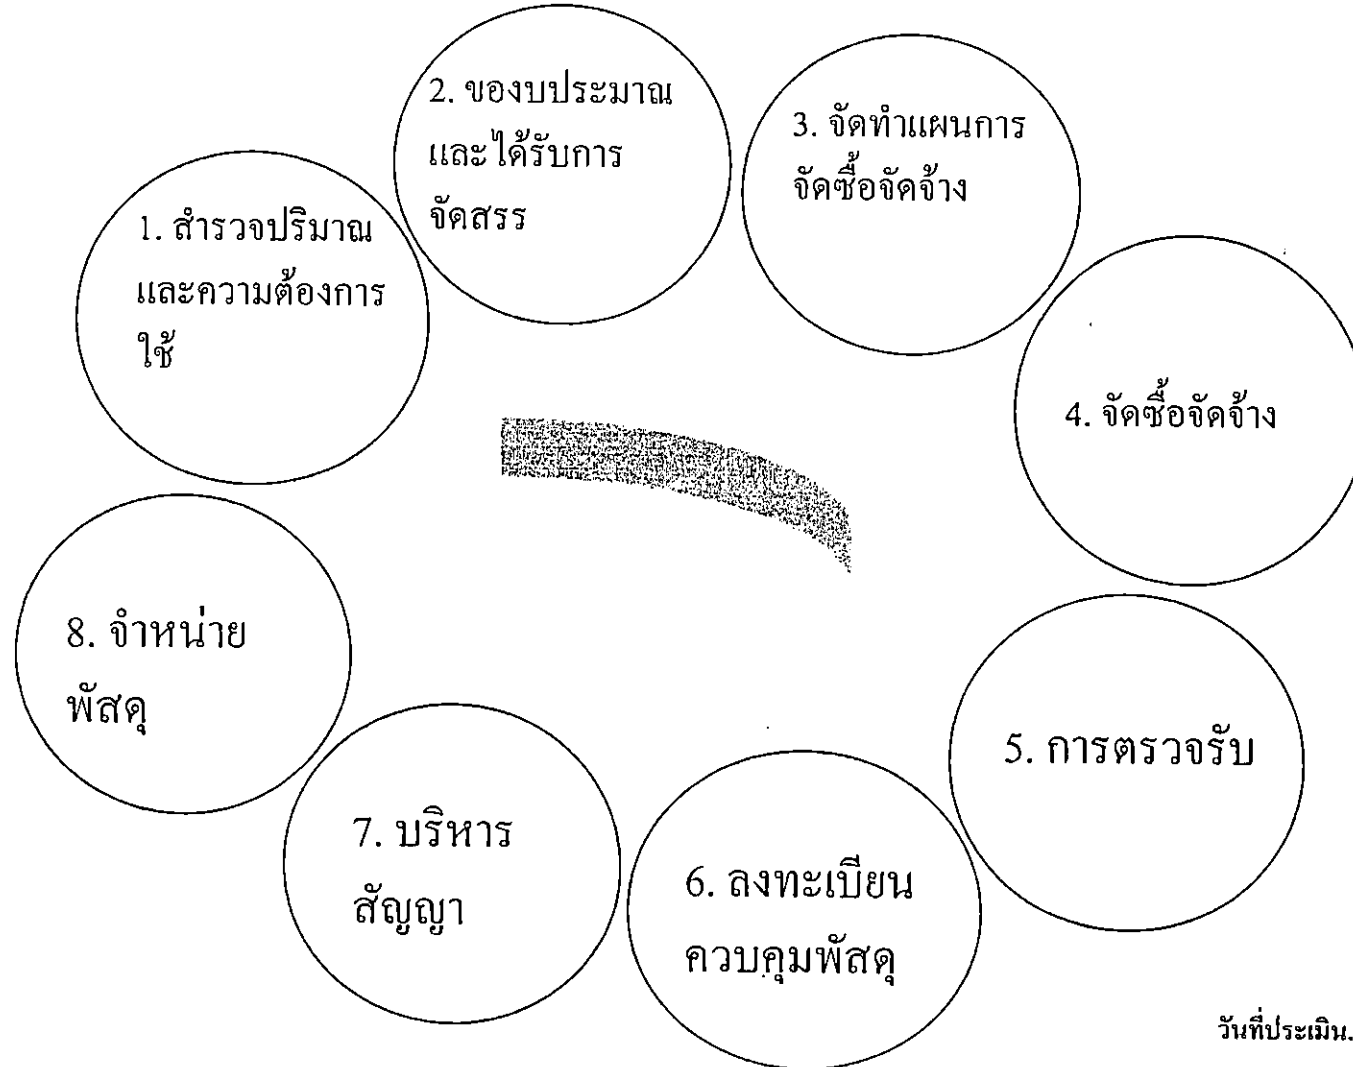 1. สำรวจปริมาณ
และความต้องการ
ใช้
2. ของบประมาณ
และได้รับการ
จัดสรร
3. จัดทำแผนการ
จัดซื้อจัดจ้าง
4. จัดซื้อจัดจ้าง
5. การตรวจรับ
6. ลงทะเบียน
ควบคุมพัสดุ
7. บริหาร
สัญญา
8. จำหน่าย
พัสดุ
วันที่ประเมิน.